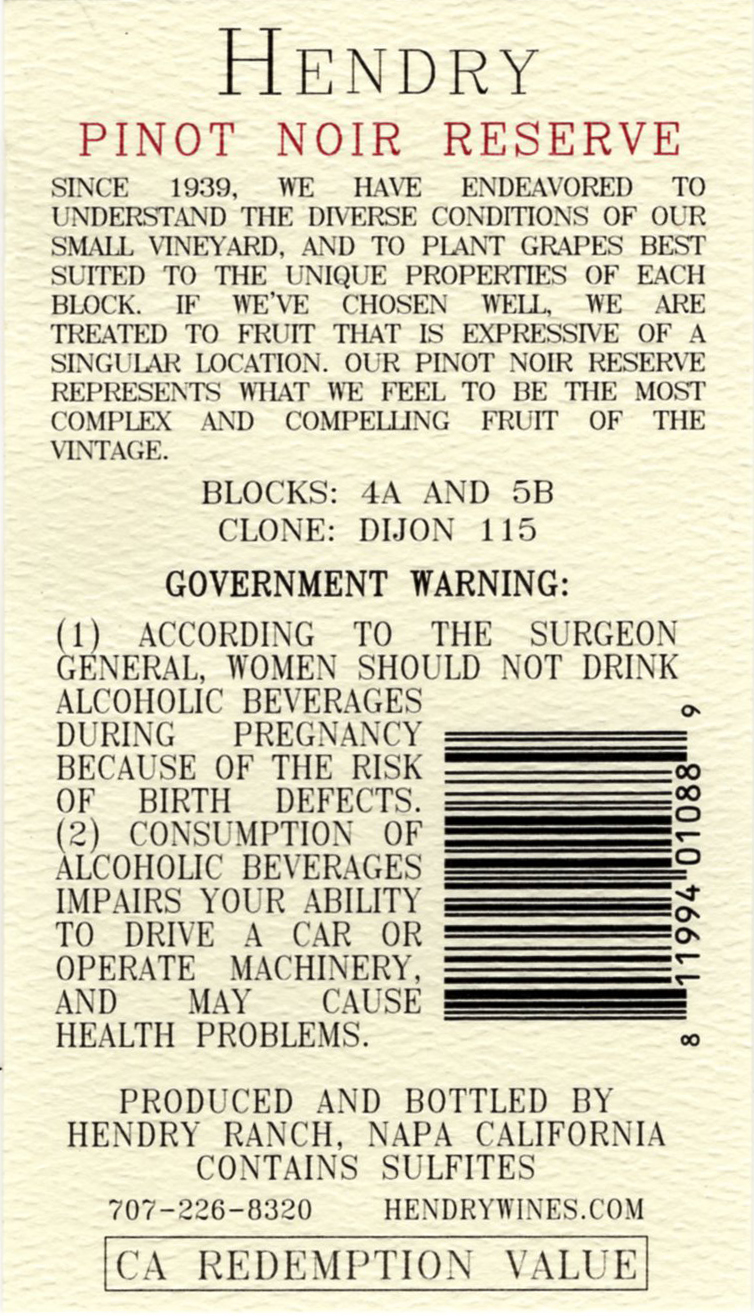 HENDRY
PINOT NOIR RESERVE
SINCE 1939, WE HAVE ENDEAVORED TO
UNDERSTAND THE DIVERSE CONDITIONS OF OUR
SMALL VINEYARD, AND TO PLANT GRAPES BEST
SUITED TO THE UNIQUE PROPERTIES OF EACH
BLOCK. IF WE'VE CHOSEN WELL, WE ARE
TREATED TO FRUIT THAT IS EXPRESSIVE OF A
SINGULAR LOCATION. OUR PINOT NOIR RESERVE
REPRESENTS WHAT WE FEEL TO BE THE MOST
COMPLEX AND COMPELLING FRUIT OF THE
VINTAGE.
BLOCKS: 4A AND 5B
CLONE: DIJON 115
GOVERNMENT WARNING:
(1) ACCORDING TO THE SURGEON
GENERAL, WOMEN SHOULD NOT DRINK
ALCOHOLIC BEVERAGES
DURING PREGNANCY
BECAUSE OF THE RISK
OF BIRTH DEFECTS.
(2) CONSUMPTION OF
ALCOHOLIC BEVERAGES
IMPAIRS YOUR ABILITY
TO DRIVE A CAR OR
OPERATE MACHINERY,
AND MAY CAUSE
HEALTH PROBLEMS.
8 11994 01088 9
PRODUCED AND BOTTLED BY
HENDRY RANCH, NAPA CALIFORNIA
CONTAINS SULFITES
707-226-8320 HENDRYWINES.COM
CA REDEMPTION VALUE